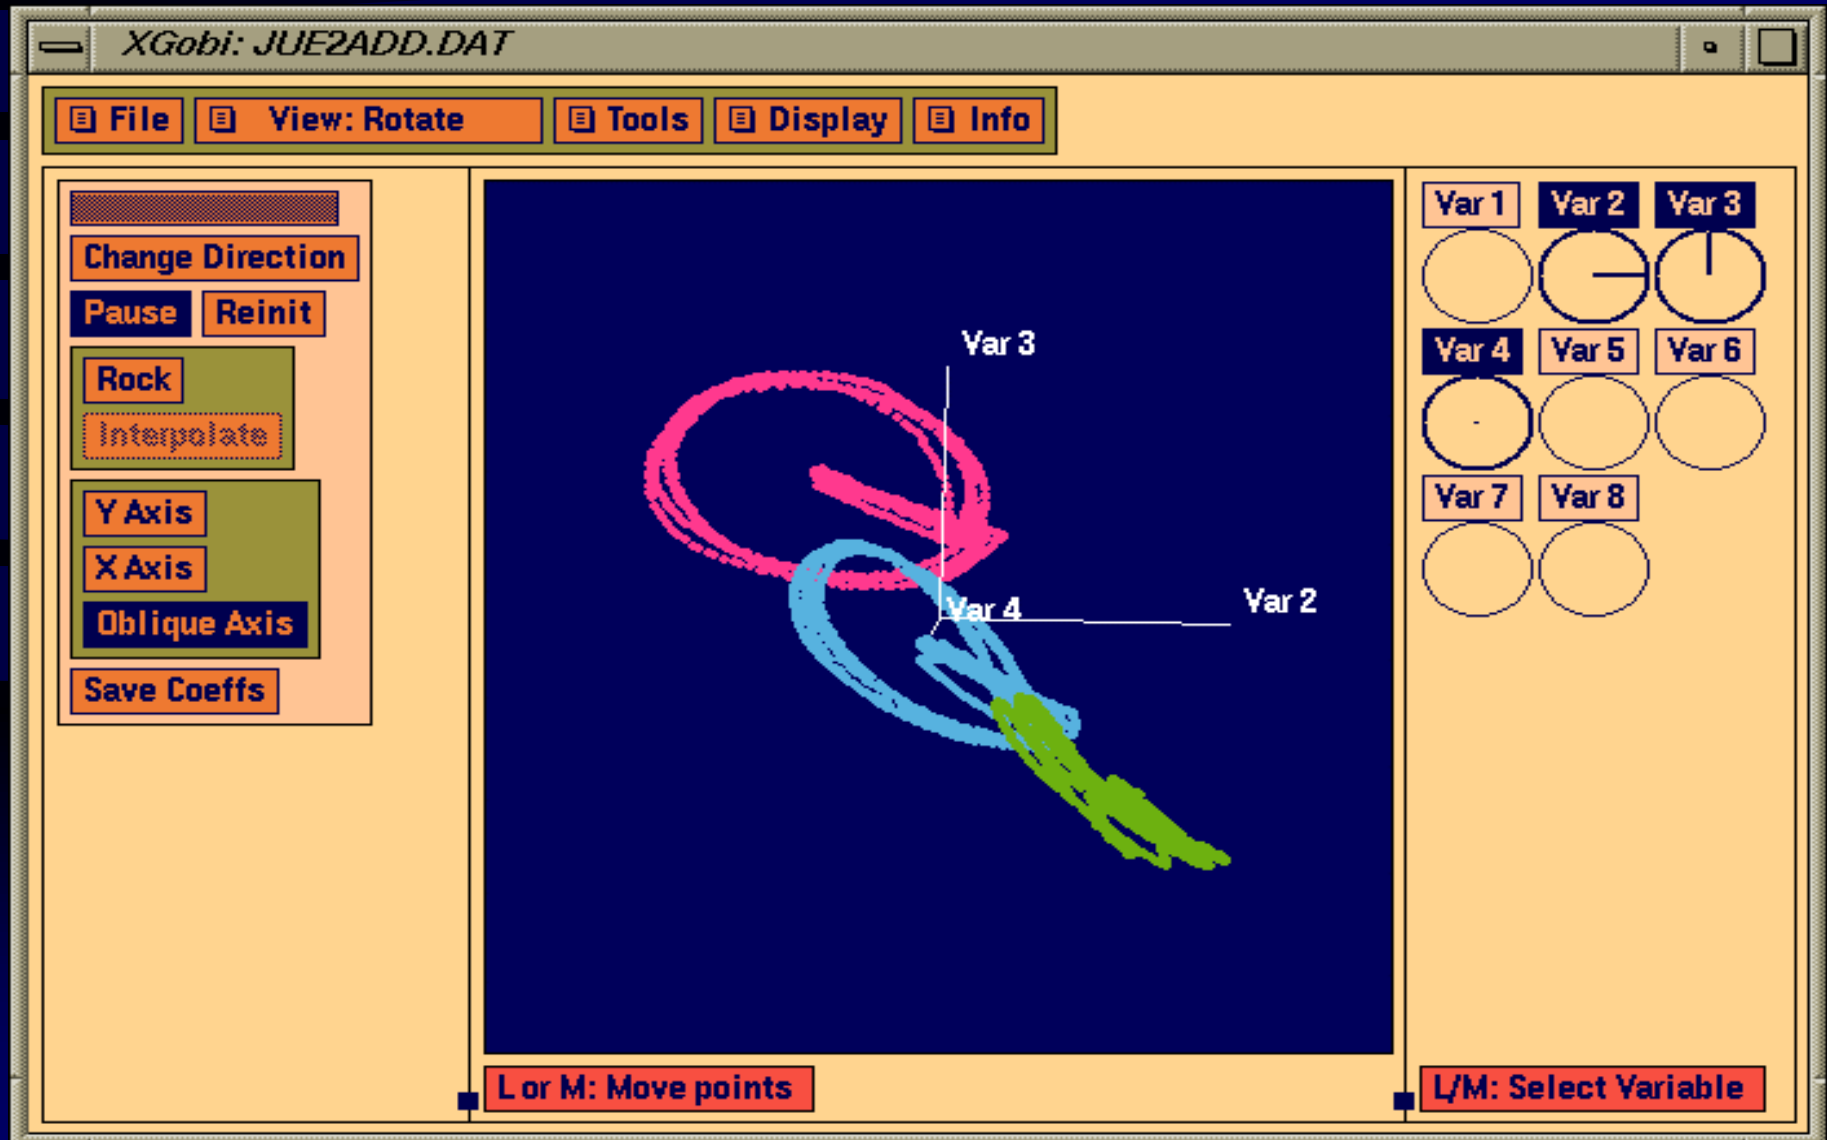 XGobi: JUE2ADD.DAT
File View: Rotate Tools Display Info
Change Direction
Pause Reinit
Rock
Interpolate
Y Axis
X Axis
Oblique Axis
Save Coeffs
Var 3
Var 2
Var 4
L or M: Move points
Var 1 Var 2 Var 3
Var 4 Var 5 Var 6
Var 7 Var 8
L/M: Select Variable